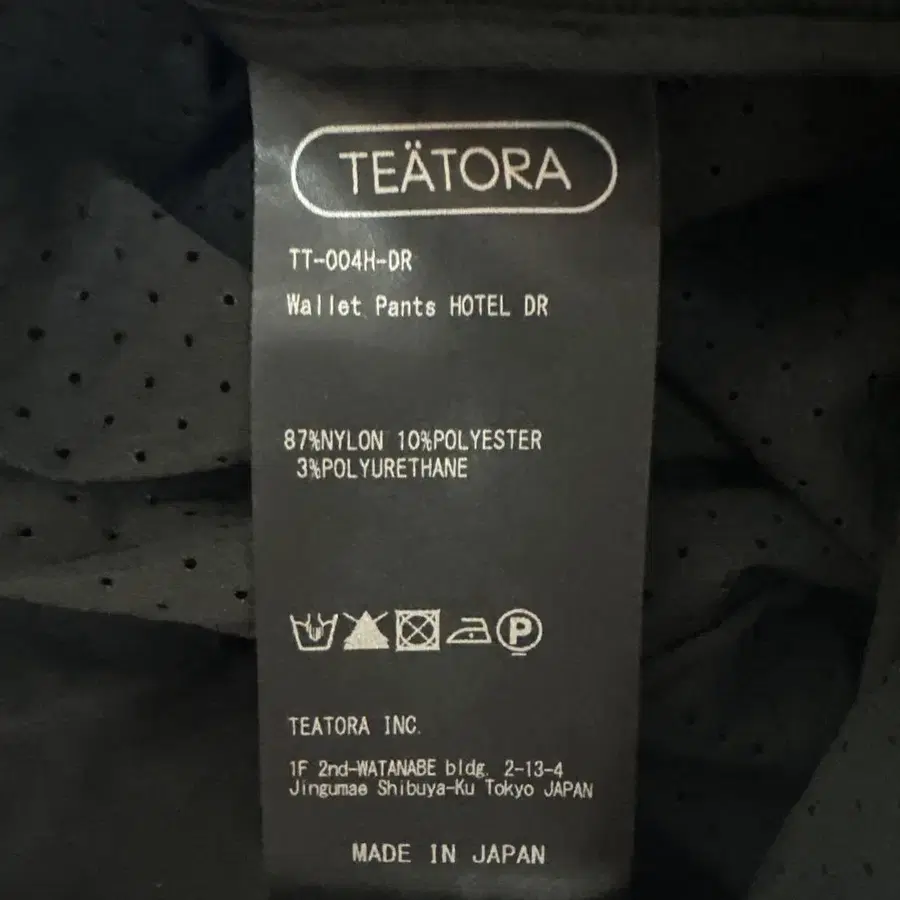 TEÄTORA
TT-004H-DR
Wallet Pants HOTEL DR
87%NYLON 10%POLYESTER
3%POLYURETHANE
P
TEATORA INC.
1F 2nd-WATANABE bldg. 2-13-4
Jingumae Shibuya-Ku Tokyo JAPAN
MADE IN JAPAN